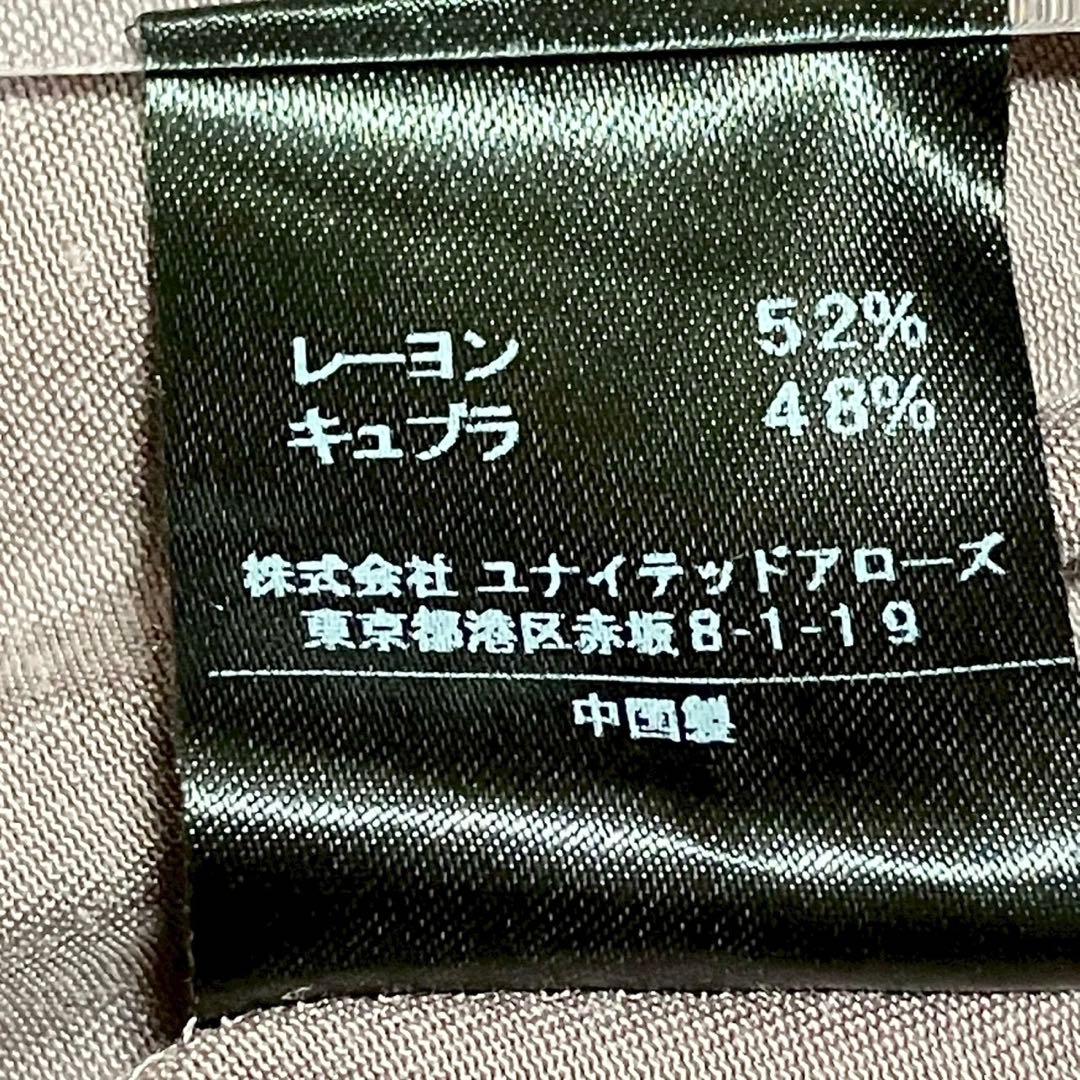 レーヨン 52%
キュプラ 48%
株式会社 ユナイテッドアローズ
東京都港区赤坂8-1-19
中国製